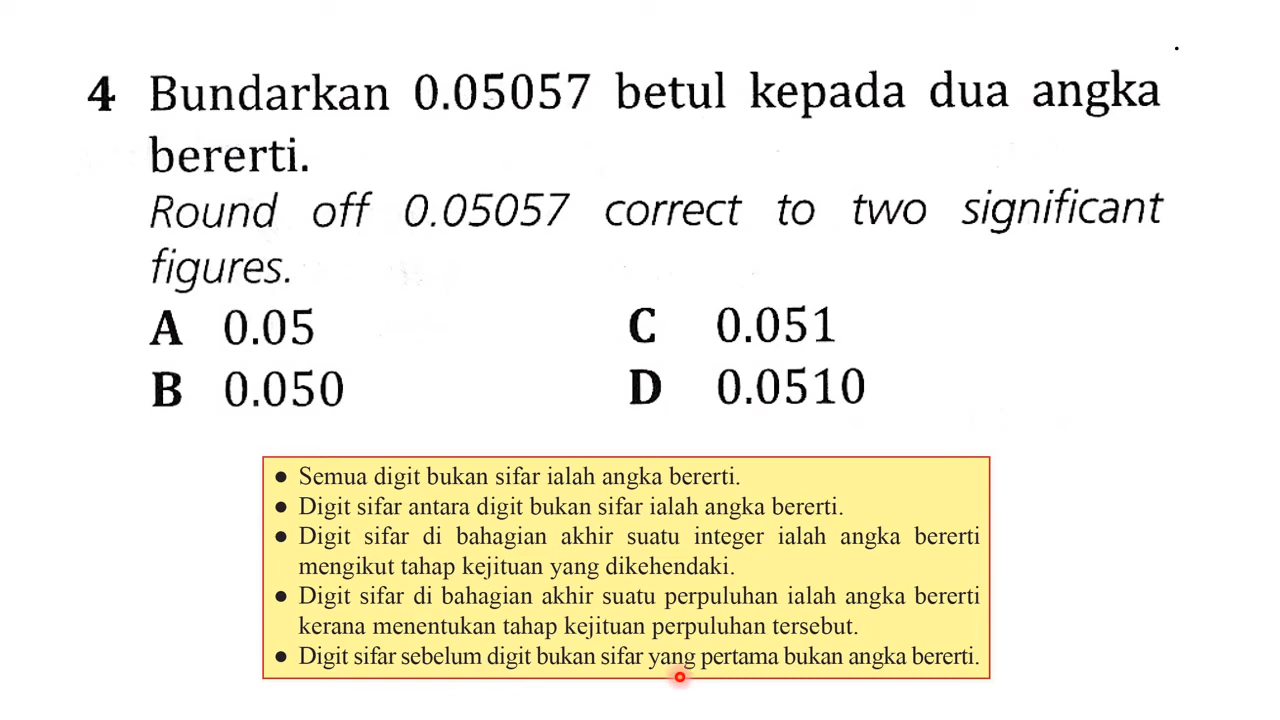 4 Bundarkan 0.05057 betul kepada dua angka
bererti.
Round off 0.05057 correct to two significant
figures.
A 0.05 C 0.051
B 0.050 D 0.0510
● Semua digit bukan sifar ialah angka bererti.
● Digit sifar antara digit bukan sifar ialah angka bererti.
● Digit sifar di bahagian akhir suatu integer ialah angka bererti
mengikut tahap kejituan yang dikehendaki.
● Digit sifar di bahagian akhir suatu perpuluhan ialah angka bererti
kerana menentukan tahap kejituan perpuluhan tersebut.
● Digit sifar sebelum digit bukan sifar yang pertama bukan angka bererti.